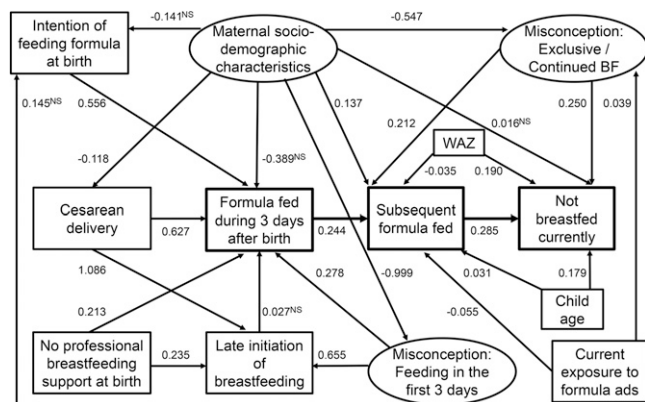 Intention of
feeding formula
at birth
-0.141NS
Maternal socio-
demographic
characteristics
-0.547
Misconception:
Exclusive /
Continued BF
0.145NS
0.556
0.137
0.212
0.016NS
0.250
0.039
WAZ
-0.118
-0.389NS
-0.035
0.190
Cesarean
delivery
0.627
Formula fed
during 3 days
after birth
0.244
Subsequent
formula fed
0.285
Not
breastfed
currently
1.086
0.278
-0.999
0.031
0.179
0.213
0.027NS
-0.055
Child
age
No professional
breastfeeding
support at birth
0.235
Late initiation
of
breastfeeding
0.655
Misconception:
Feeding in the
first 3 days
Current
exposure to
formula ads